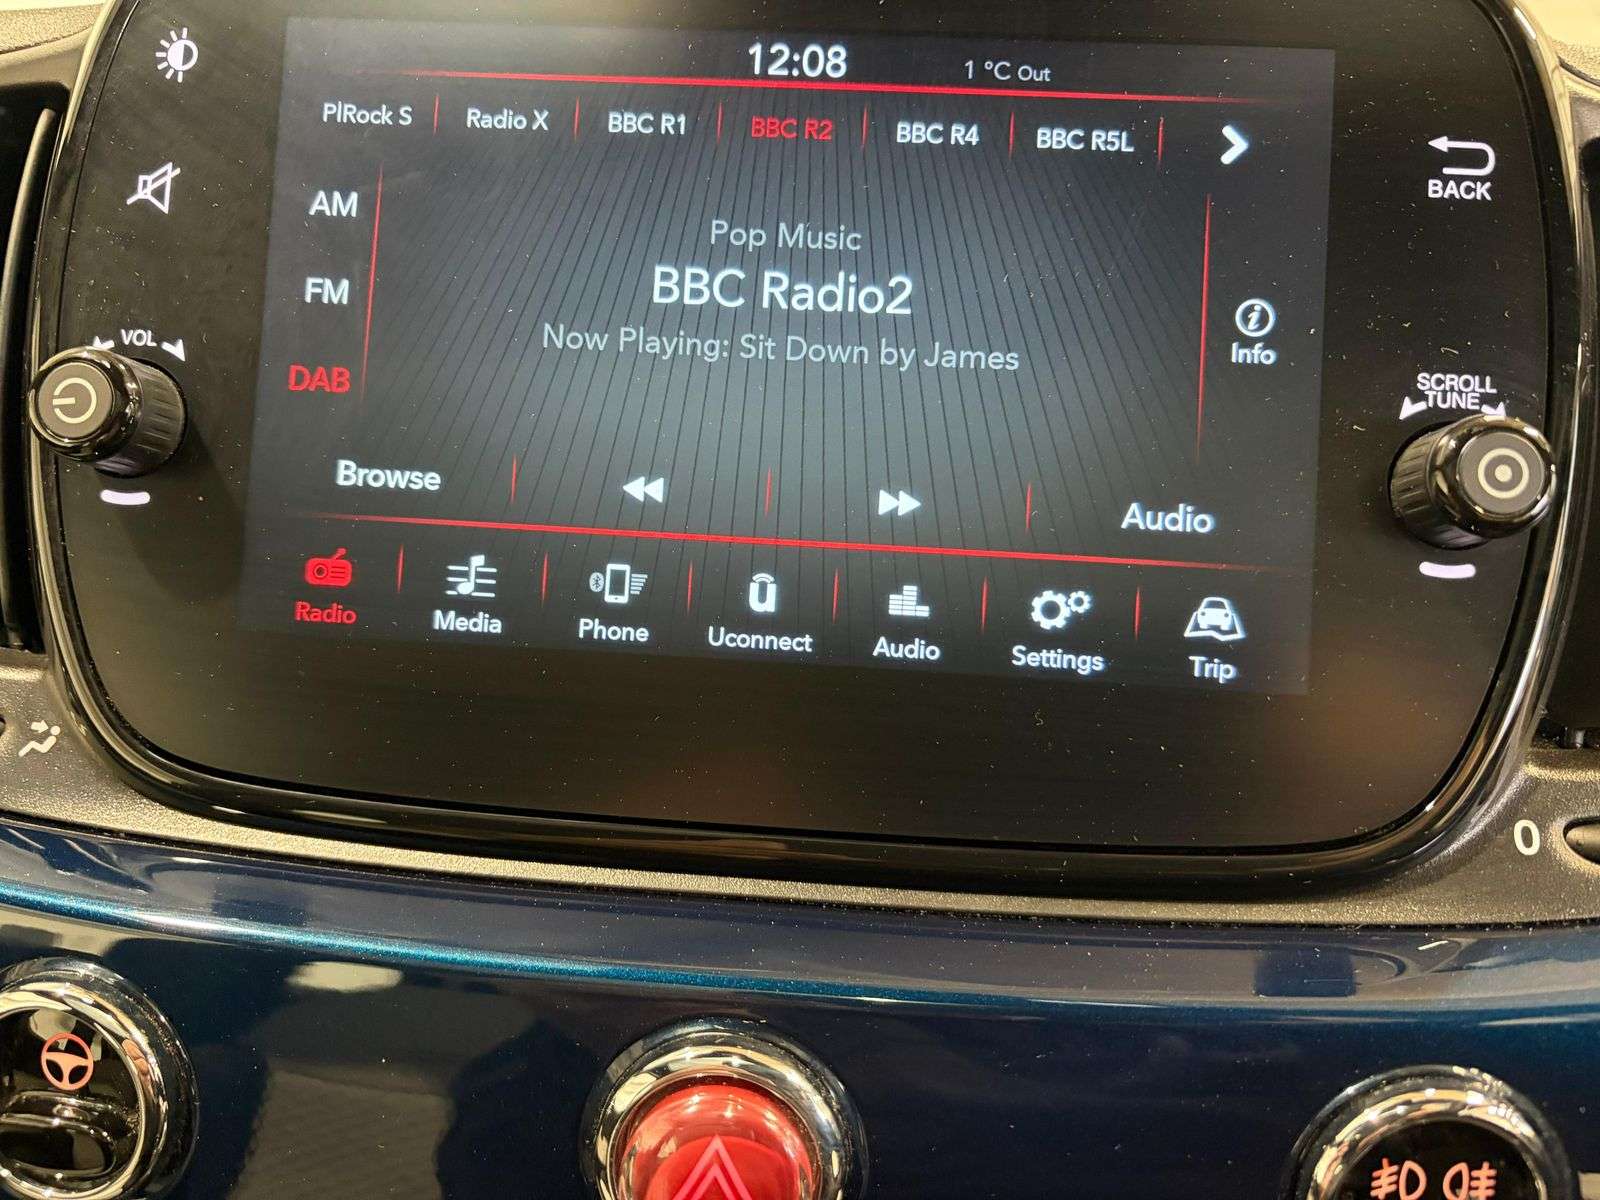 12:08
1 °C Out
PlRock S
Radio X
BBC R1
BBC R2
BBC R4
BBC R5L
BACK
AM
FM
DAB
Pop Music
BBC Radio2
Now Playing: Sit Down by James
Info
VOL
SCROLL
TUNE
Browse
Audio
Radio
Media
Phone
Uconnect
Audio
Settings
Trip
0